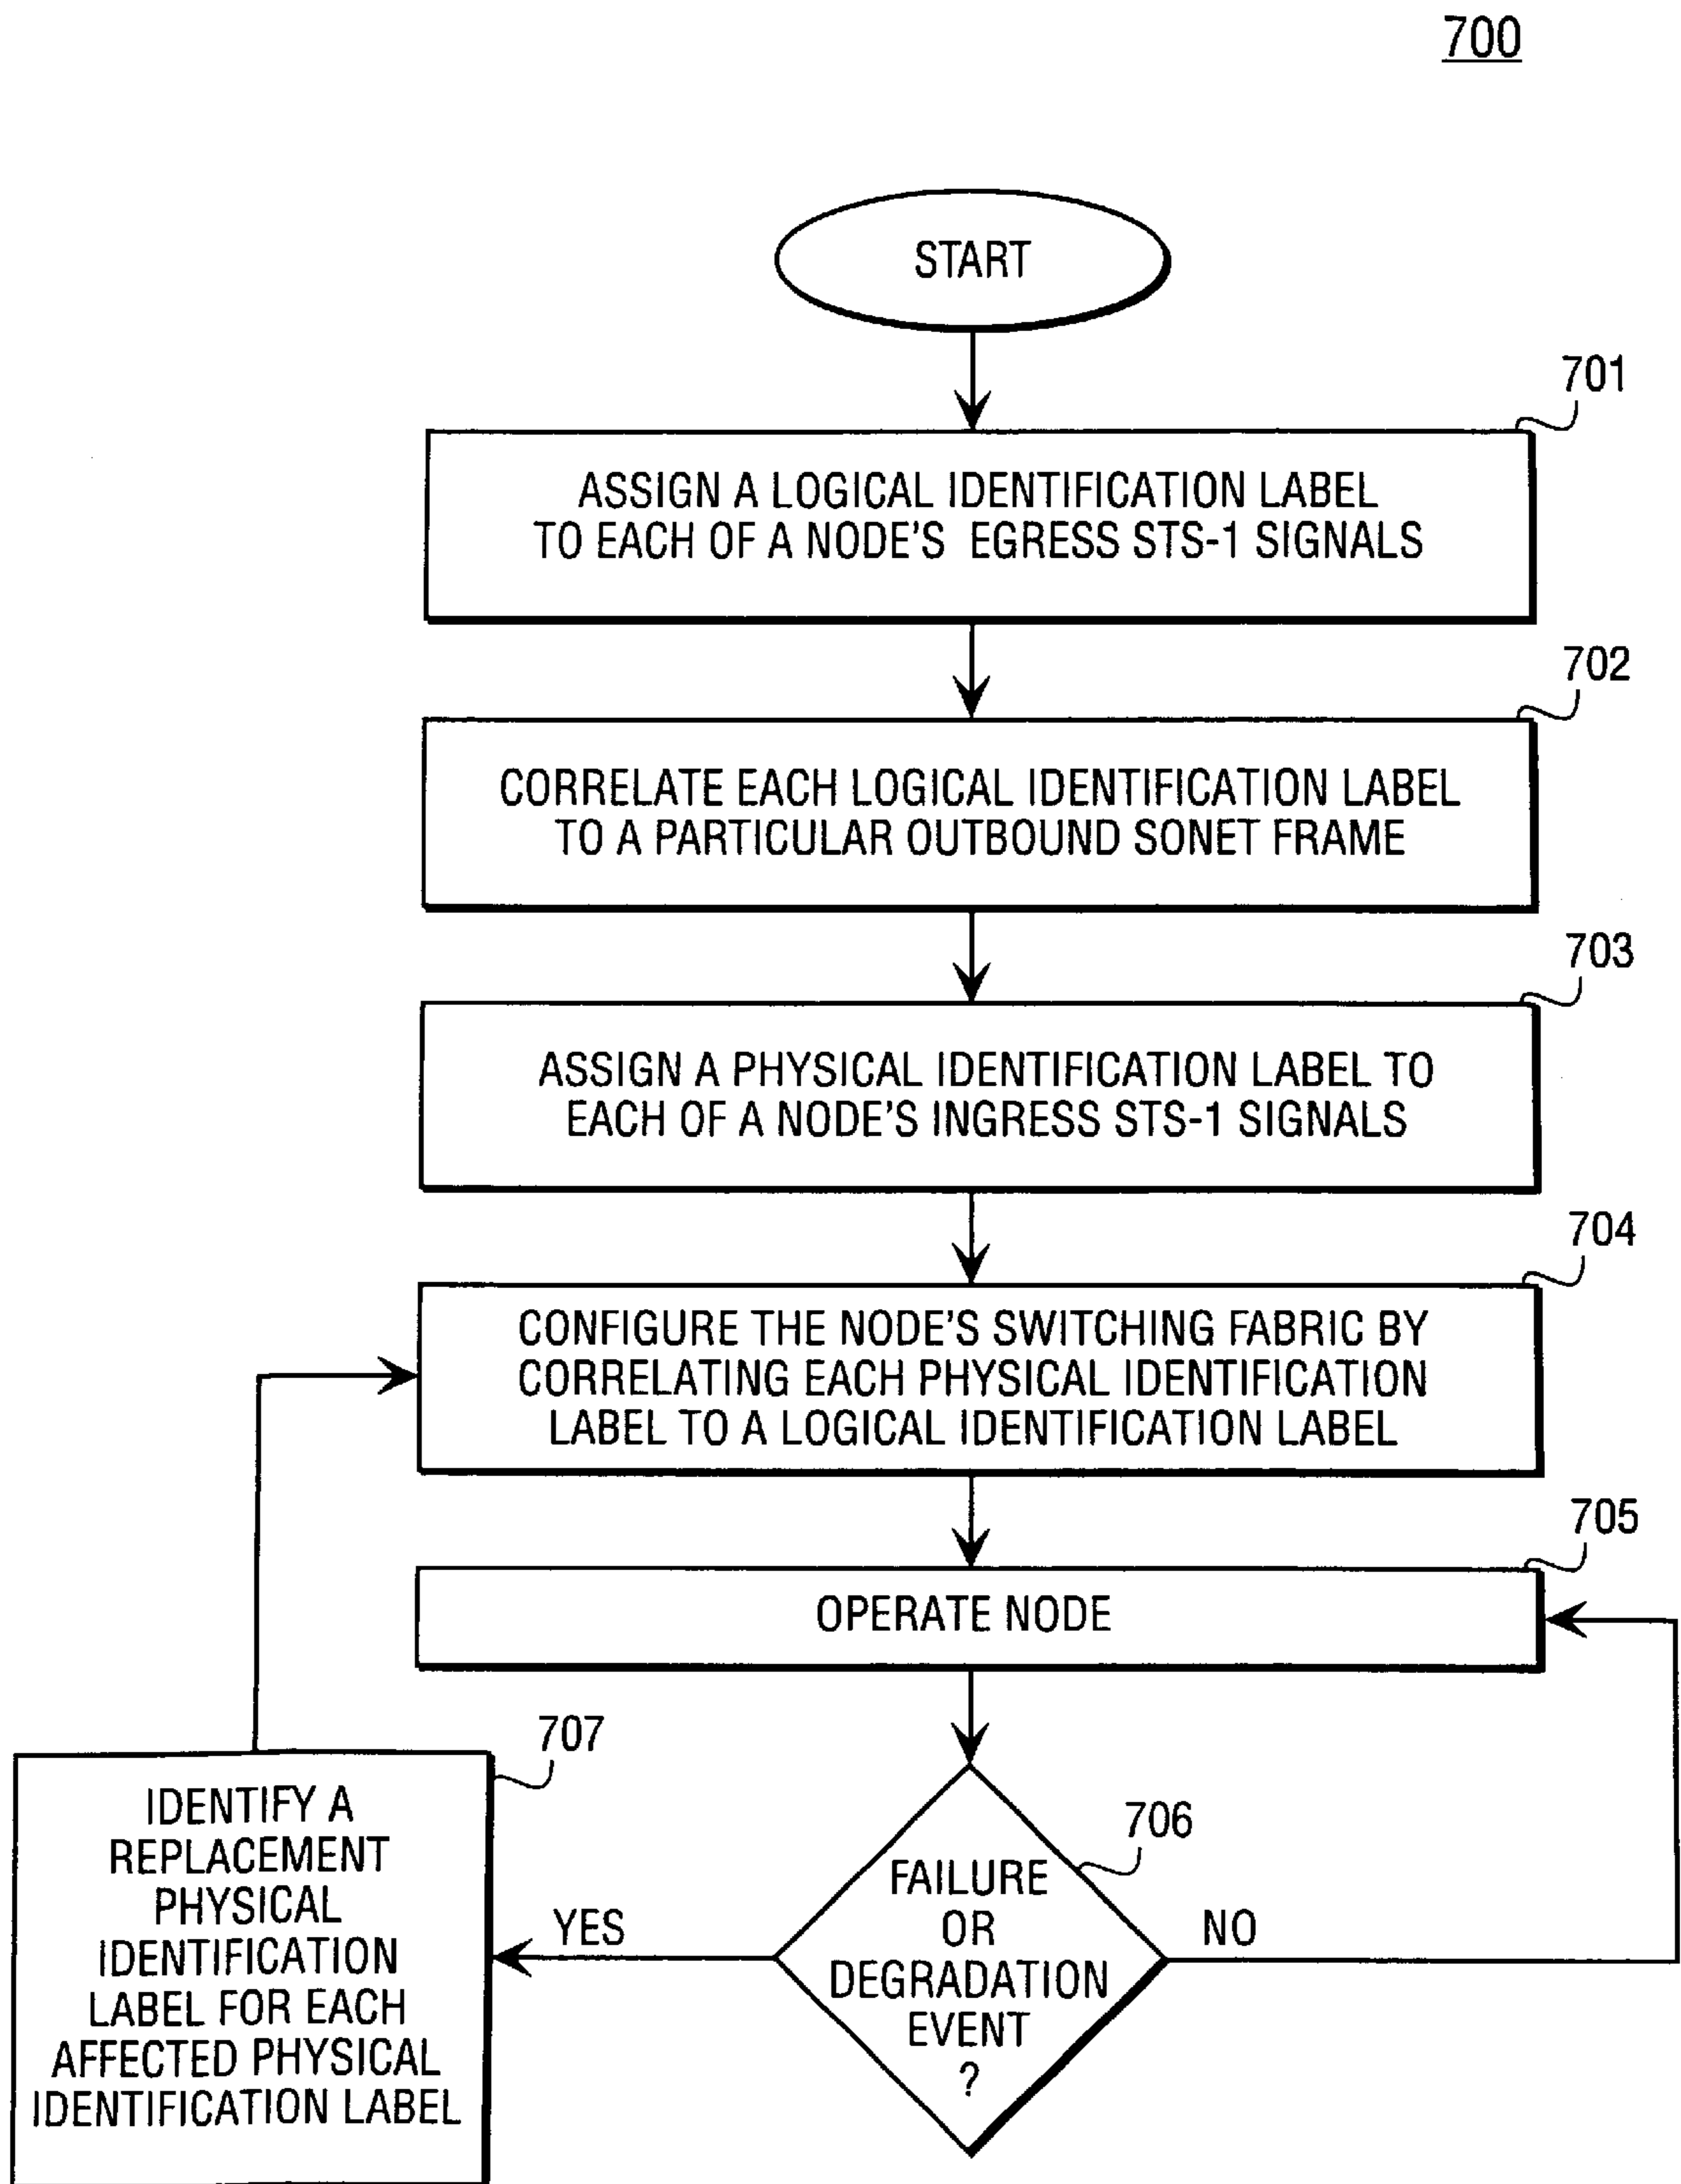 700
START
701
ASSIGN A LOGICAL IDENTIFICATION LABEL
TO EACH OF A NODE'S EGRESS STS-1 SIGNALS
702
CORRELATE EACH LOGICAL IDENTIFICATION LABEL
TO A PARTICULAR OUTBOUND SONET FRAME
703
ASSIGN A PHYSICAL IDENTIFICATION LABEL TO
EACH OF A NODE'S INGRESS STS-1 SIGNALS
704
CONFIGURE THE NODE'S SWITCHING FABRIC BY
CORRELATING EACH PHYSICAL IDENTIFICATION
LABEL TO A LOGICAL IDENTIFICATION LABEL
705
OPERATE NODE
706
FAILURE
OR
DEGRADATION
EVENT
?
YES
NO
707
IDENTIFY A
REPLACEMENT
PHYSICAL
IDENTIFICATION
LABEL FOR EACH
AFFECTED PHYSICAL
IDENTIFICATION LABEL